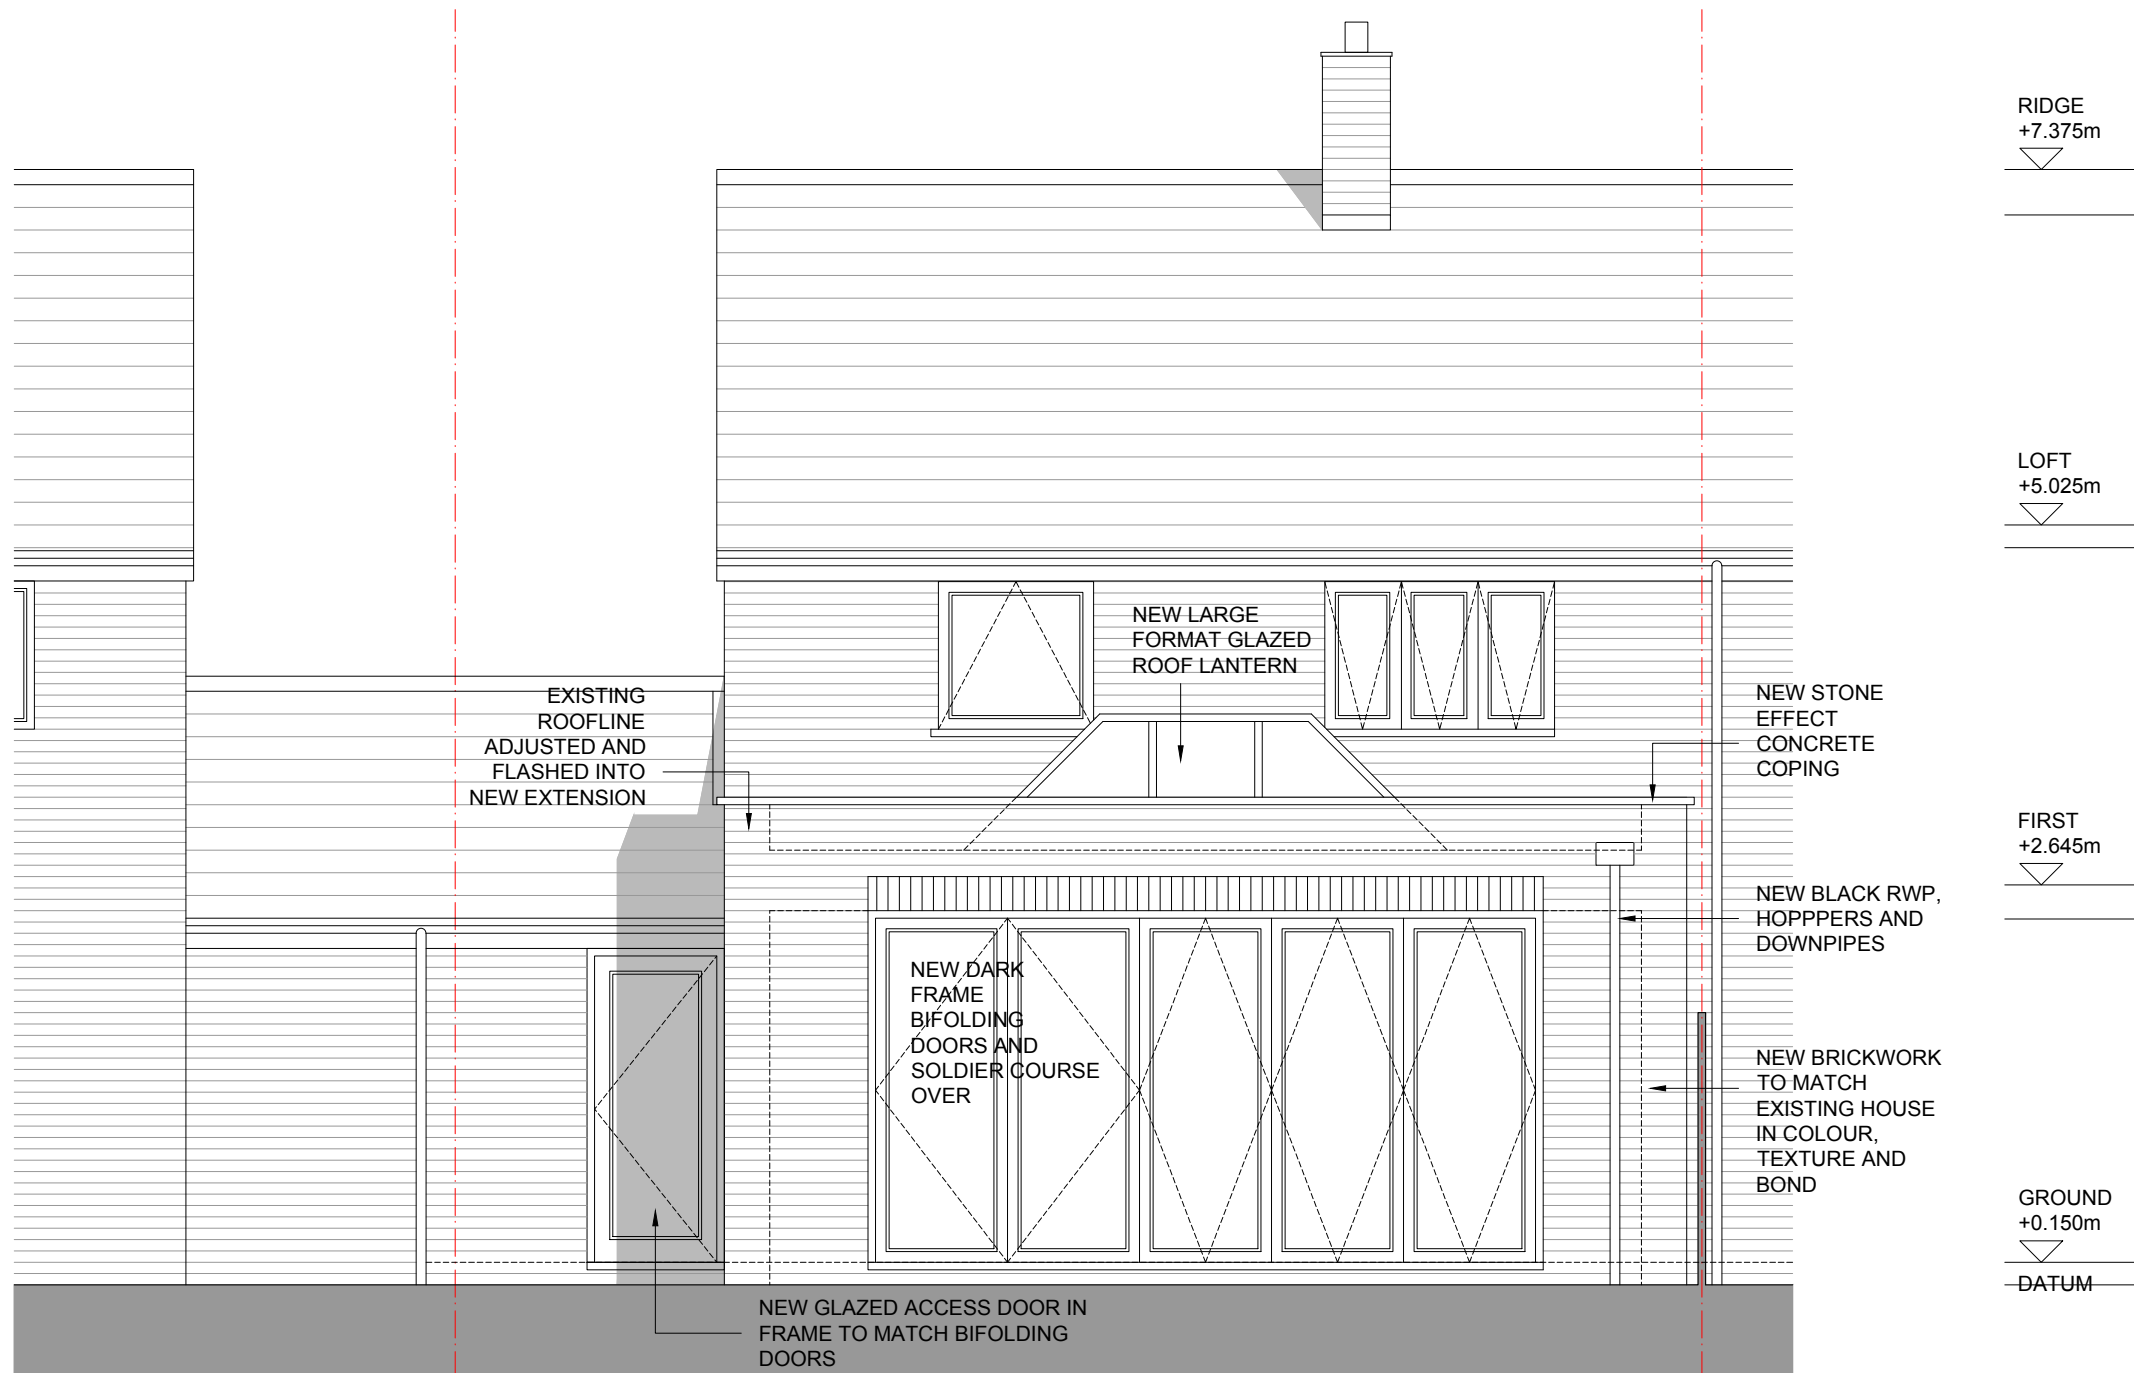 RIDGE
+7.375m
LOFT
+5.025m
NEW LARGE
FORMAT GLAZED
ROOF LANTERN
EXISTING
ROOFLINE
ADJUSTED AND
FLASHED INTO
NEW EXTENSION
NEW STONE
EFFECT
CONCRETE
COPING
FIRST
+2.645m
NEW BLACK RWP,
HOPPPERS AND
DOWNPIPES
NEW DARK
FRAME
BIFOLDING
DOORS AND
SOLDIER COURSE
OVER
NEW BRICKWORK
TO MATCH
EXISTING HOUSE
IN COLOUR,
TEXTURE AND
BOND
GROUND
+0.150m
DATUM
NEW GLAZED ACCESS DOOR IN
FRAME TO MATCH BIFOLDING
DOORS